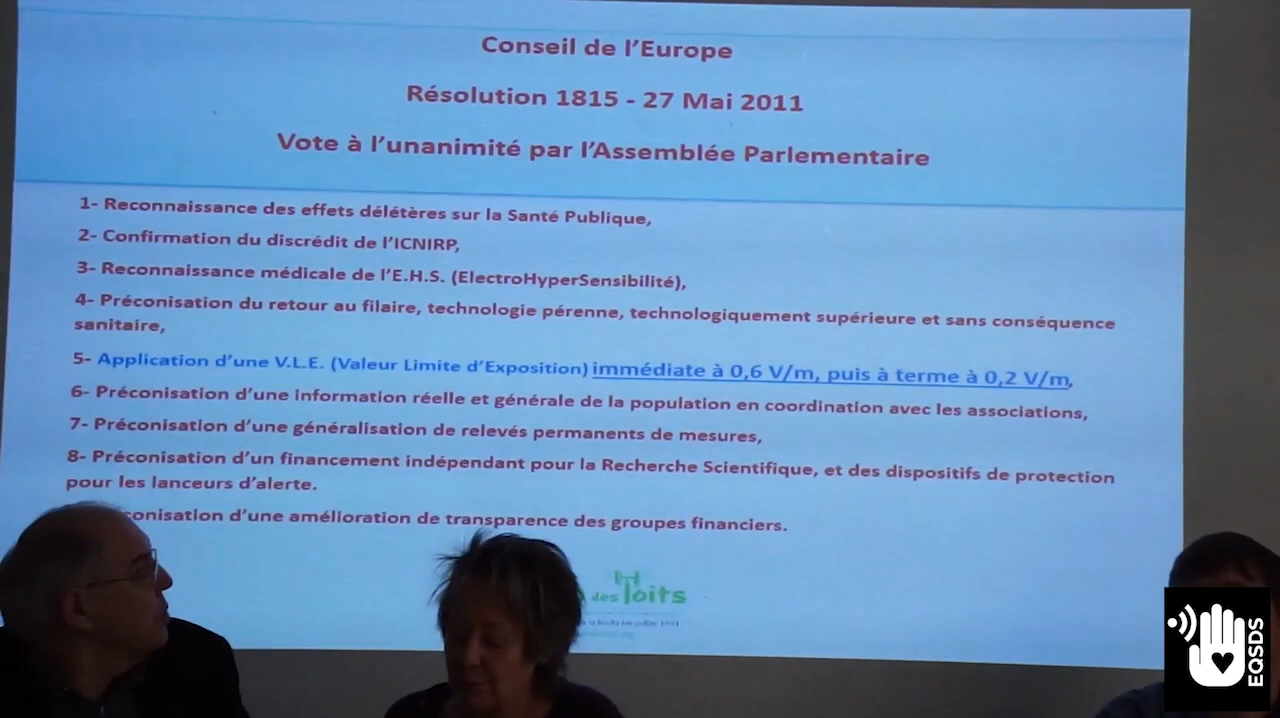 Conseil de l'Europe
Résolution 1815 - 27 Mai 2011
Vote à l'unanimité par l'Assemblée Parlementaire
1- Reconnaissance des effets délétères sur la Santé Publique,
2- Confirmation du discrédit de l'ICNIRP,
3- Reconnaissance médicale de l'E.H.S. (ElectroHyperSensibilité),
4- Préconisation du retour au filaire, technologie pérenne, technologiquement supérieure et sans conséquence
sanitaire,
5- Application d'une V.L.E. (Valeur Limite d'Exposition) immédiate à 0,6 V/m, puis à terme à 0,2 V/m,
6- Préconisation d'une information réelle et générale de la population en coordination avec les associations,
7- Préconisation d'une généralisation de relevés permanents de mesures,
8- Préconisation d'un financement indépendant pour la Recherche Scientifique, et des dispositifs de protection
pour les lanceurs d'alerte.
conisation d'une amélioration de transparence des groupes financiers.
des Toits
EQSDS